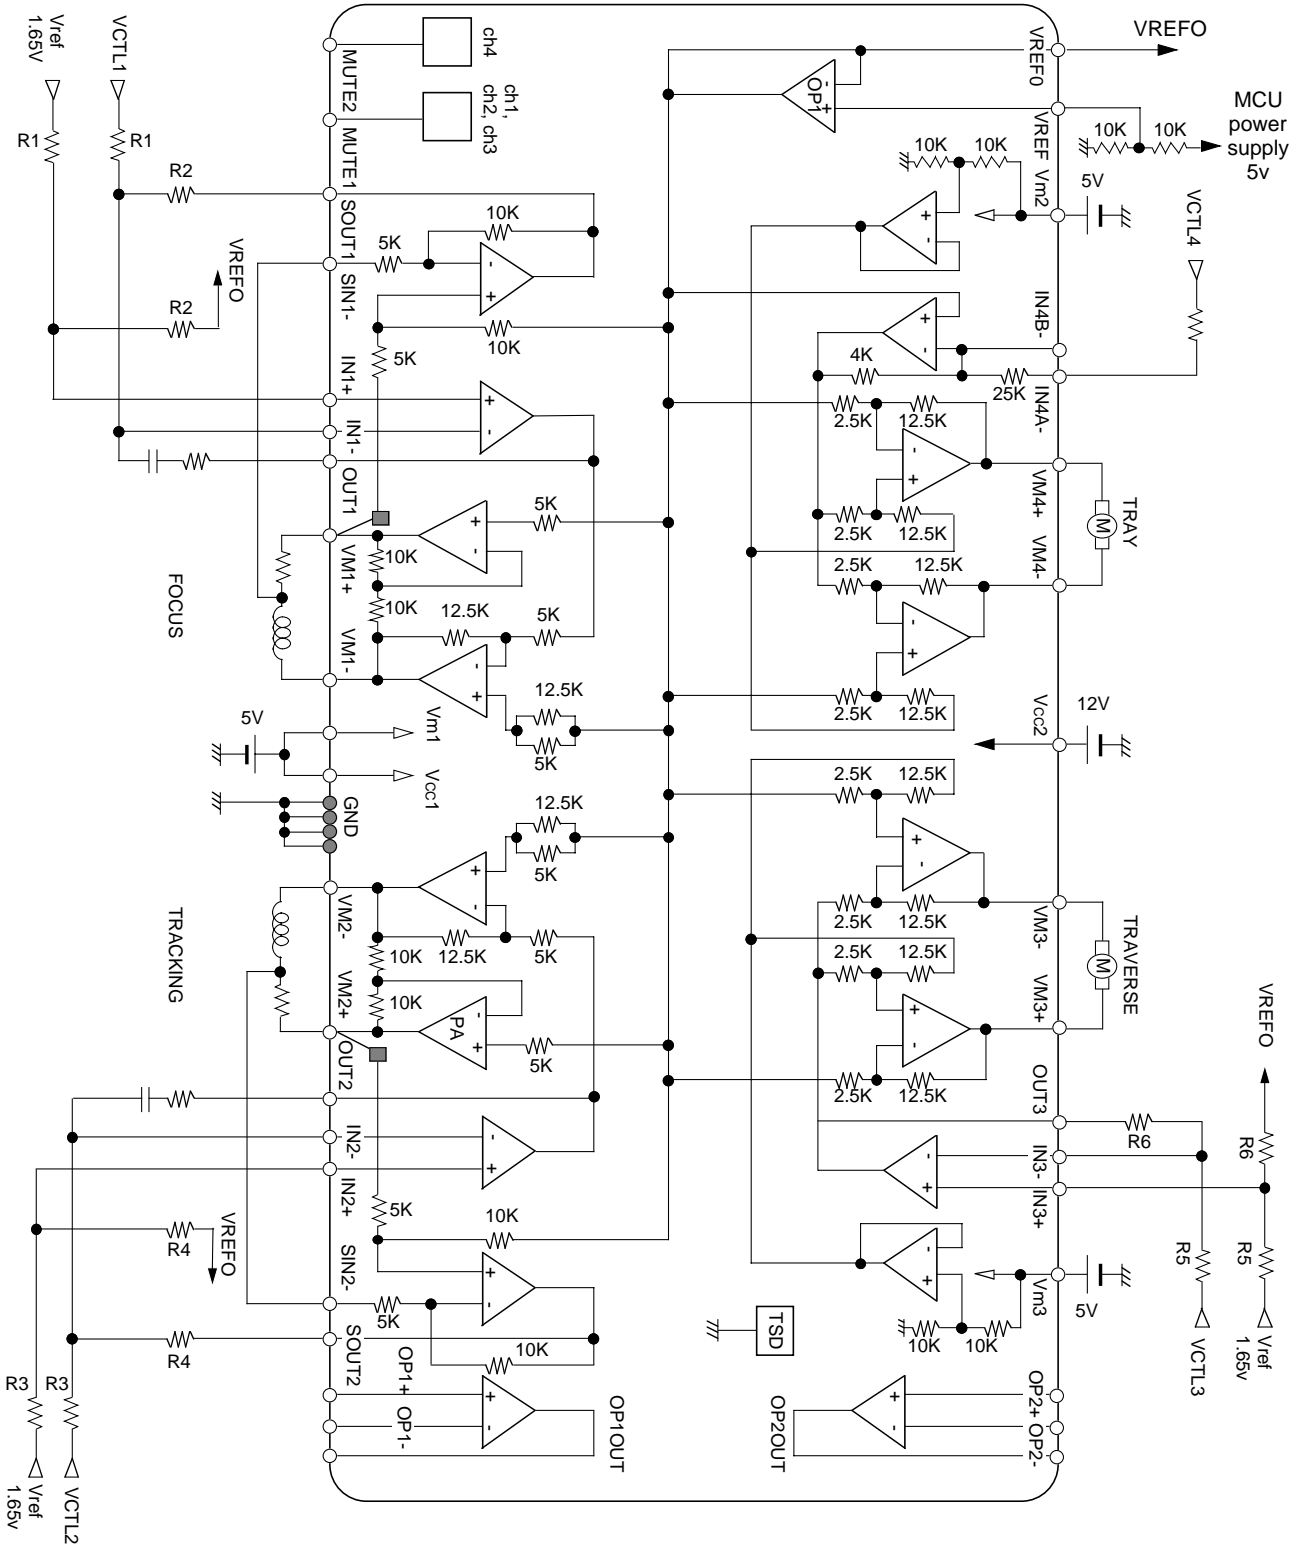 Vref
1.65V
VCTL1
R1
R1
R2
R2
VREFO
ch4
ch1,
ch2, ch3
MUTE2
MUTE1
SOUT1
SIN1-
IN1+
IN1-
OUT1
VM1+
VM1-
FOCUS
5K
10K
-
+
10K
5K
+
-
5K
+
-
10K
10K
12.5K
5K
-
+
12.5K
5K
5V
Vm1
Vcc1
GND
12.5K
5K
+
-
12.5K
5K
10K
10K
-
PA
+
5K
VM2-
VM2+
OUT2
IN2-
IN2+
SIN2-
SOUT2
TRACKING
-
+
5K
10K
+
-
5K
10K
R4
VREFO
R4
R3
R3
Vref
1.65v
VCTL2
OP1+
OP1-
+
-
OP1OUT
VREFO
VREF0
VREF
-
OP1
+
MCU
power
supply
5v
10K
10K
10K
10K
Vm2
5V
VCTL4
+
-
IN4B-
IN4A-
+
-
4K
25K
2.5K
12.5K
-
+
2.5K
12.5K
VM4+
TRAY
M
VM4-
2.5K
12.5K
-
+
2.5K
12.5K
Vcc2
12V
2.5K
12.5K
+
-
2.5K
12.5K
VM3-
TRAVERSE
M
VM3+
2.5K
12.5K
+
-
2.5K
12.5K
OUT3
R6
IN3-
IN3+
-
+
VREFO
R6
R5
R5
VCTL3
Vref
1.65v
-
+
Vm3
5V
10K
10K
TSD
OP2+
OP2-
+
-
OP2OUT